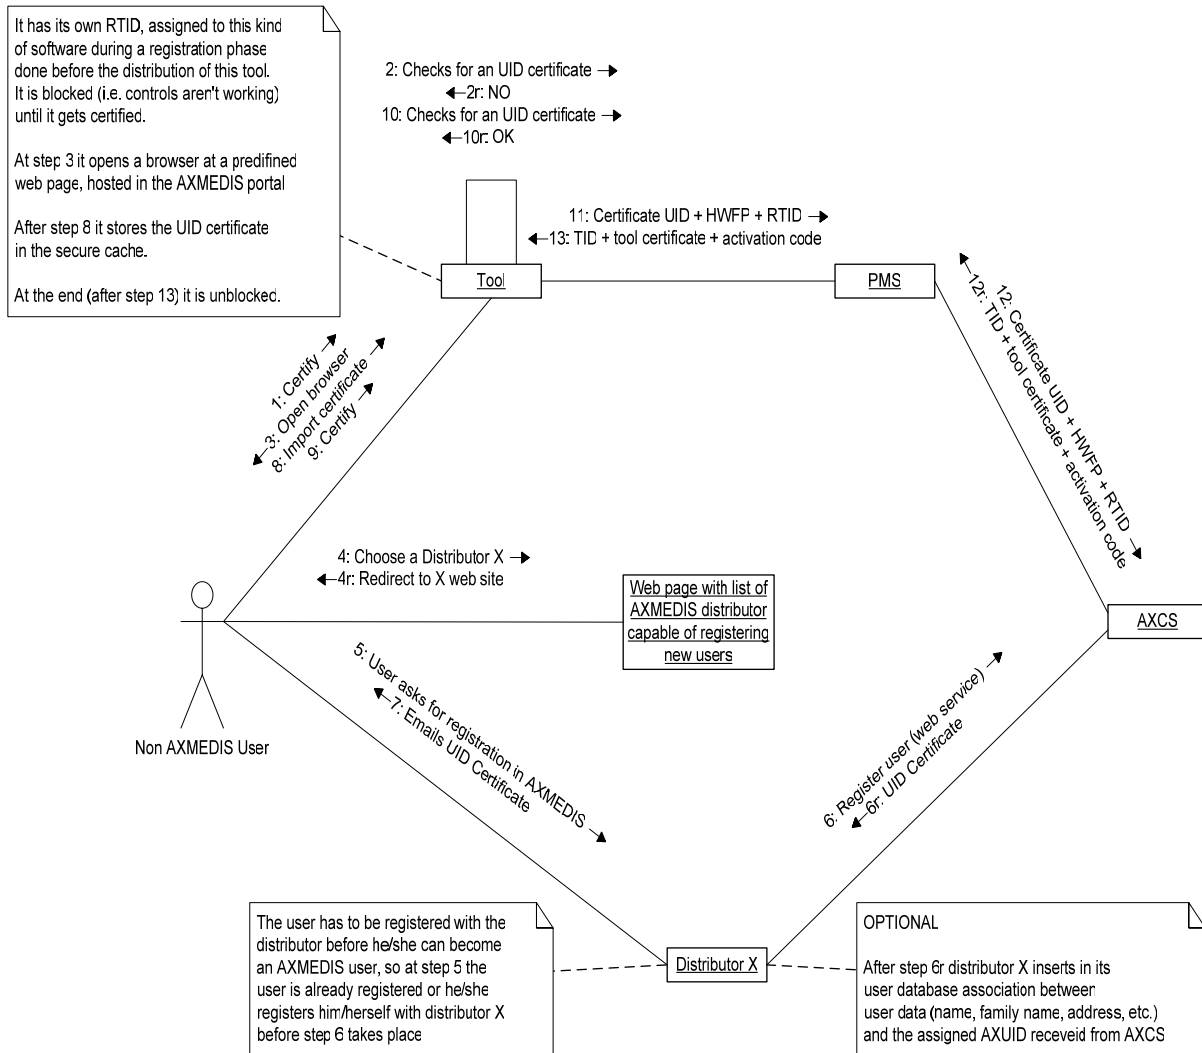 It has its own RTID, assigned to this kind
of software during a registration phase
done before the distribution of this tool.
It is blocked (i.e. controls aren't working)
until it gets certified.
At step 3 it opens a browser at a predifined
web page, hosted in the AXMEDIS portal
After step 8 it stores the UID certificate
in the secure cache.
At the end (after step 13) it is unblocked.
2: Checks for an UID certificate
2r: NO
10: Checks for an UID certificate
10r: OK
11: Certificate UID + HWFP + RTID
13: TID + tool certificate + activation code
Tool
PMS
12: Certificate UID + HWFP + RTID
12r: TID + tool certificate + activation code
1: Certify
3: Open browser
8: Import certificate
9: Certify
4: Choose a Distributor X
4r: Redirect to X web site
Web page with list of
AXMEDIS distributor
capable of registering
new users
AXCS
Non AXMEDIS User
5: User asks for registration in AXMEDIS
7: Emails UID Certificate
6: Register user (web service)
6r: UID Certificate
The user has to be registered with the
distributor before he/she can become
an AXMEDIS user, so at step 5 the
user is already registered or he/she
registers him/herself with distributor X
before step 6 takes place
Distributor X
OPTIONAL
After step 6r distributor X inserts in its
user database association between
user data (name, family name, address, etc.)
and the assigned AXUID receveid from AXCS